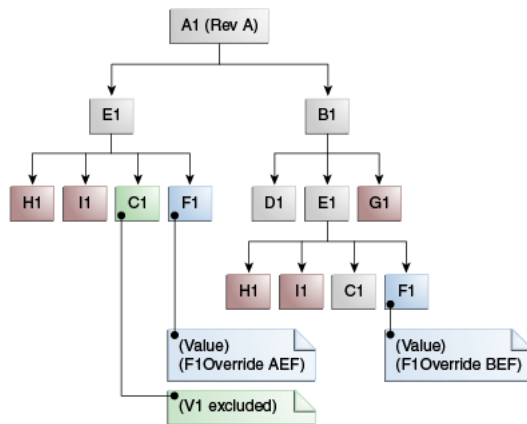 A1 (Rev A)
E1
B1
H1
I1
C1
F1
D1
E1
G1
H1
I1
C1
F1
(Value)
(F1Override AEF)
(Value)
(F1Override BEF)
(V1 excluded)